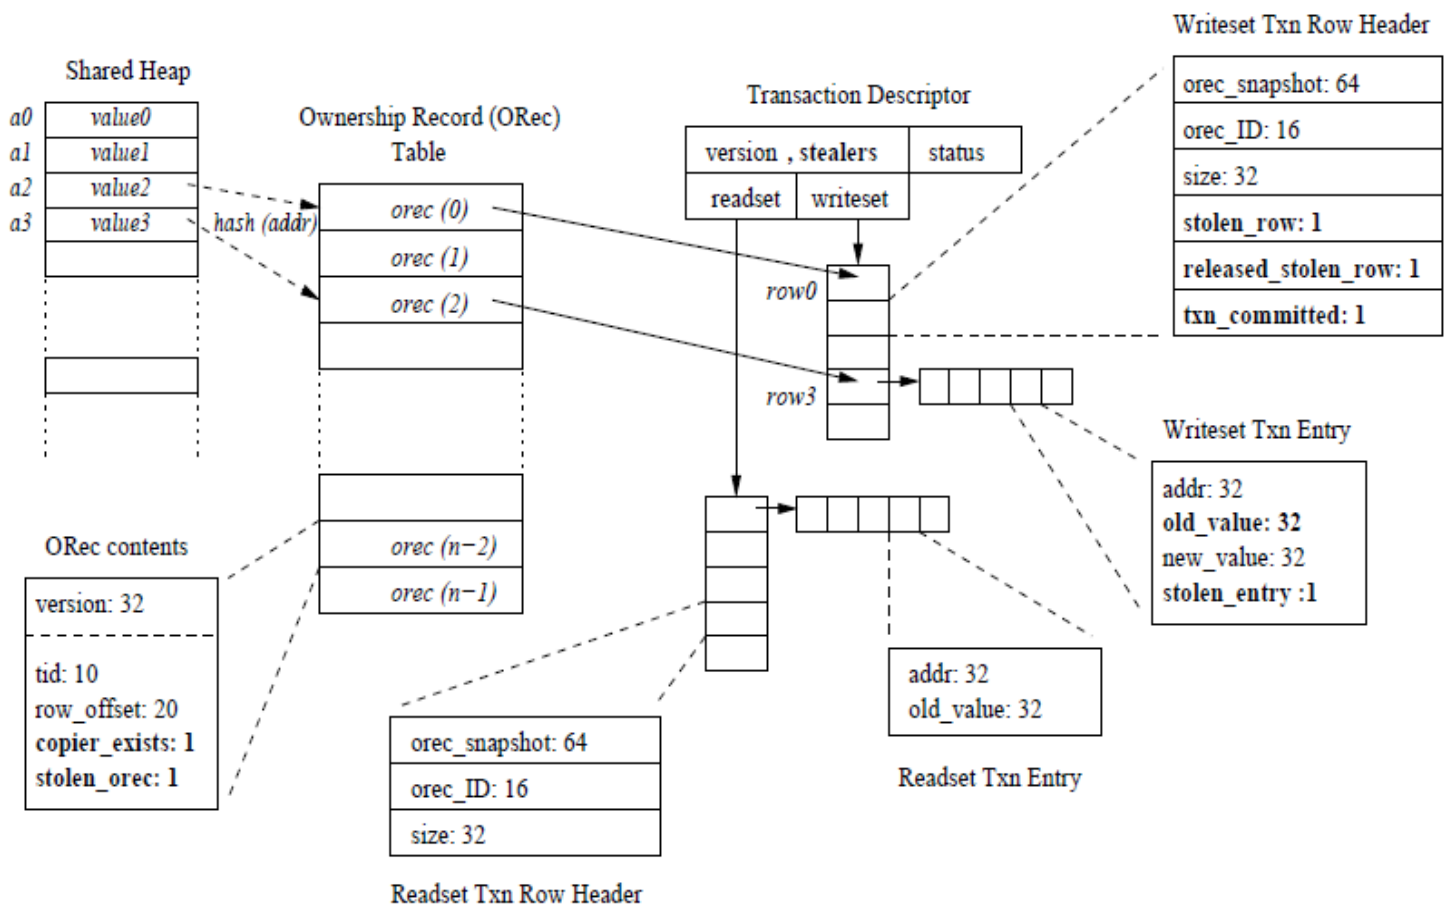 Writeset Txn Row Header
orec_snapshot: 64
orec_ID: 16
size: 32
stolen_row: 1
released_stolen_row: 1
txn_committed: 1
Shared Heap
a0 value0
a1 value1
a2 value2
a3 value3
hash (addr)
Ownership Record (ORec)
Table
orec (0)
orec (1)
orec (2)
orec (n−2)
orec (n−1)
Transaction Descriptor
version , stealers status
readset writeset
row0
row3
Writeset Txn Entry
addr: 32
old_value: 32
new_value: 32
stolen_entry :1
ORec contents
version: 32
tid: 10
row_offset: 20
copier_exists: 1
stolen_orec: 1
orec_snapshot: 64
orec_ID: 16
size: 32
Readset Txn Row Header
addr: 32
old_value: 32
Readset Txn Entry